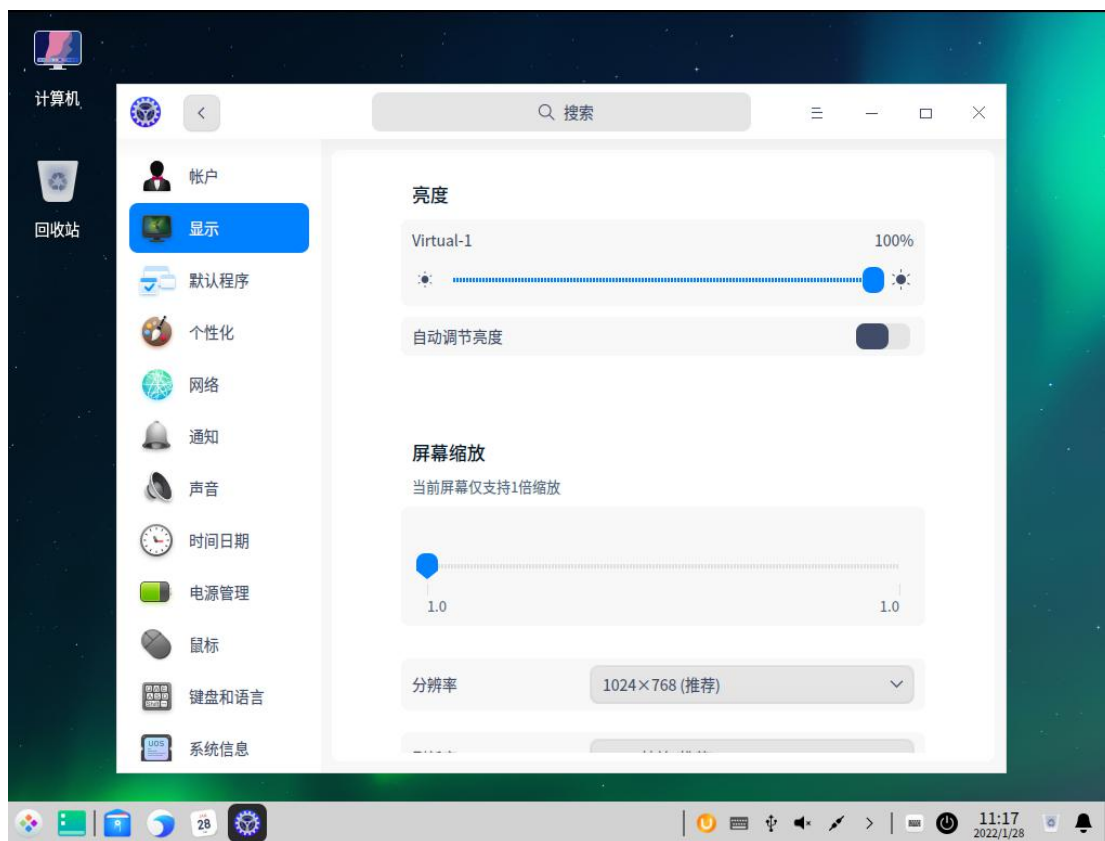 计算机
回收站
搜索
帐户
显示
默认程序
个性化
网络
通知
声音
时间日期
电源管理
鼠标
键盘和语言
系统信息
UOS
亮度
Virtual-1 100%
自动调节亮度
屏幕缩放
当前屏幕仅支持1倍缩放
1.0 1.0
分辨率 1024×768 (推荐)
28
11:17
2022/1/28